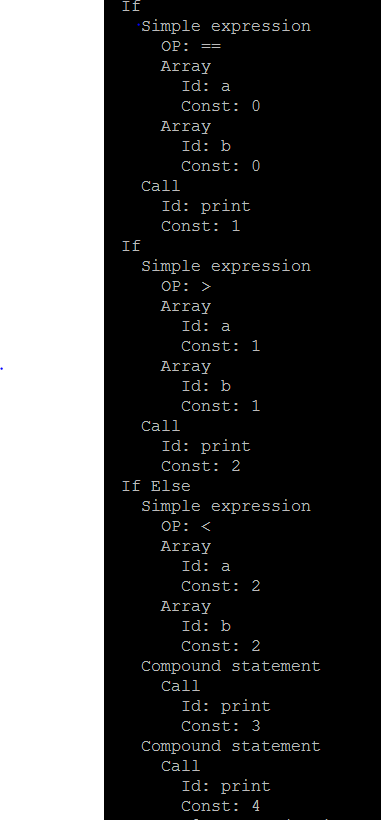 If
Simple expression
OP: ==
Array
Id: a
Const: 0
Array
Id: b
Const: 0
Call
Id: print
Const: 1
If
Simple expression
OP: >
Array
Id: a
Const: 1
Array
Id: b
Const: 1
Call
Id: print
Const: 2
If Else
Simple expression
OP: <
Array
Id: a
Const: 2
Array
Id: b
Const: 2
Compound statement
Call
Id: print
Const: 3
Compound statement
Call
Id: print
Const: 4